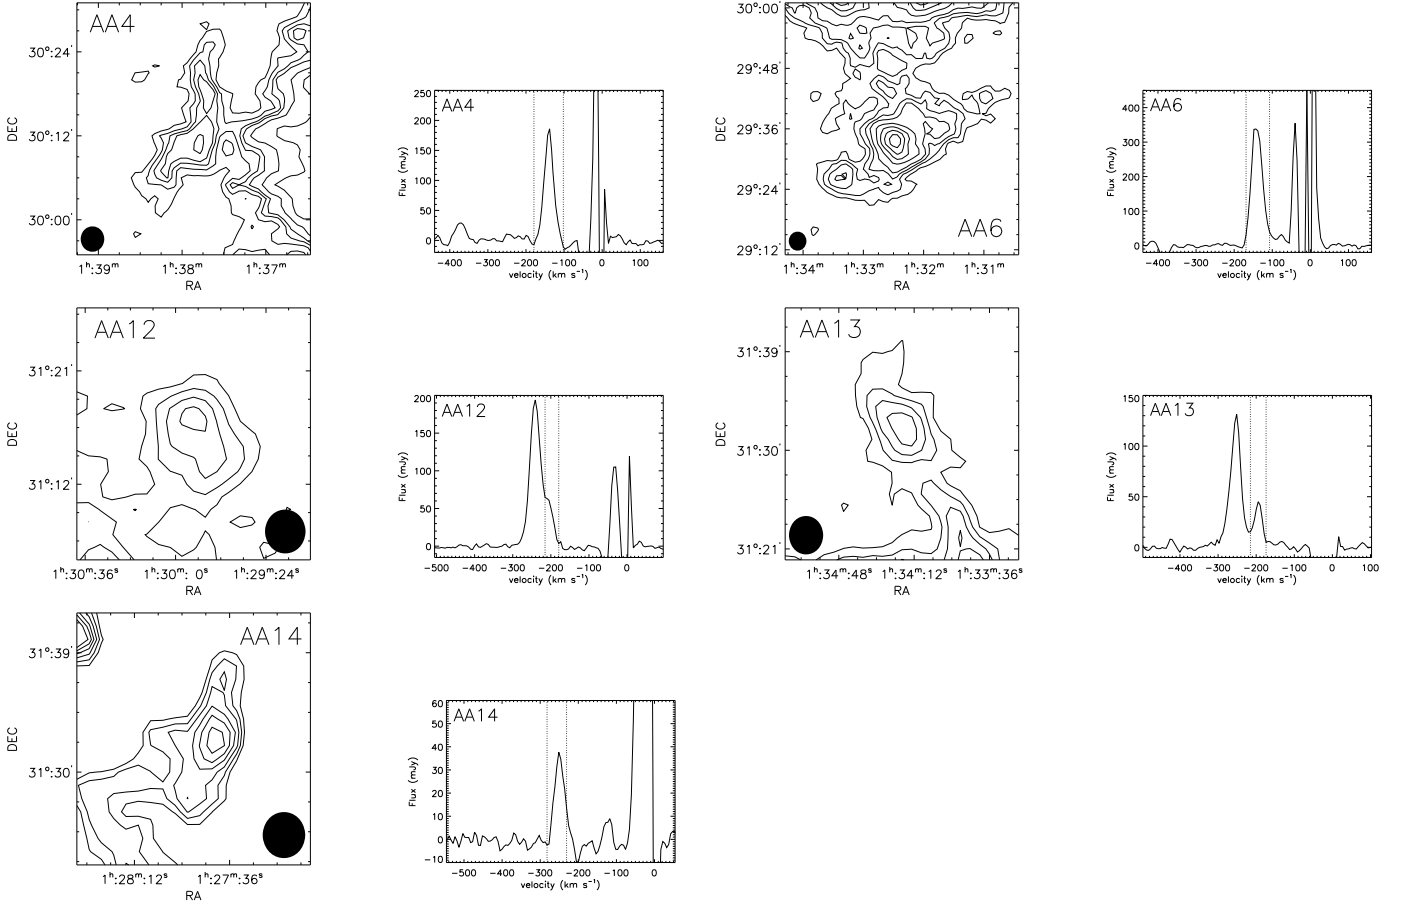 AA4
30°:24'
30°:12'
30°:00'
DEC
1ʰ:39ᵐ 1ʰ:38ᵐ 1ʰ:37ᵐ
RA
AA4
250
200
150
100
50
0
Flux (mJy)
−400 −300 −200 −100 0 100
velocity (km s⁻¹)
AA6
30°:00'
29°:48'
29°:36'
29°:24'
29°:12'
DEC
1ʰ:34ᵐ 1ʰ:33ᵐ 1ʰ:32ᵐ 1ʰ:31ᵐ
RA
AA6
400
300
200
100
0
Flux (mJy)
−400 −300 −200 −100 0 100
velocity (km s⁻¹)
AA12
31°:21'
31°:12'
DEC
1ʰ:30ᵐ:36ˢ 1ʰ:30ᵐ: 0ˢ 1ʰ:29ᵐ:24ˢ
RA
AA12
200
150
100
50
0
Flux (mJy)
−500 −400 −300 −200 −100 0
velocity (km s⁻¹)
AA13
31°:39'
31°:30'
31°:21'
DEC
1ʰ:34ᵐ:48ˢ 1ʰ:34ᵐ:12ˢ 1ʰ:33ᵐ:36ˢ
RA
AA13
150
100
50
0
Flux (mJy)
−400 −300 −200 −100 0 100
velocity (km s⁻¹)
AA14
31°:39'
31°:30'
DEC
1ʰ:28ᵐ:12ˢ 1ʰ:27ᵐ:36ˢ
RA
AA14
60
50
40
30
20
10
0
−10
Flux (mJy)
−500 −400 −300 −200 −100 0
velocity (km s⁻¹)